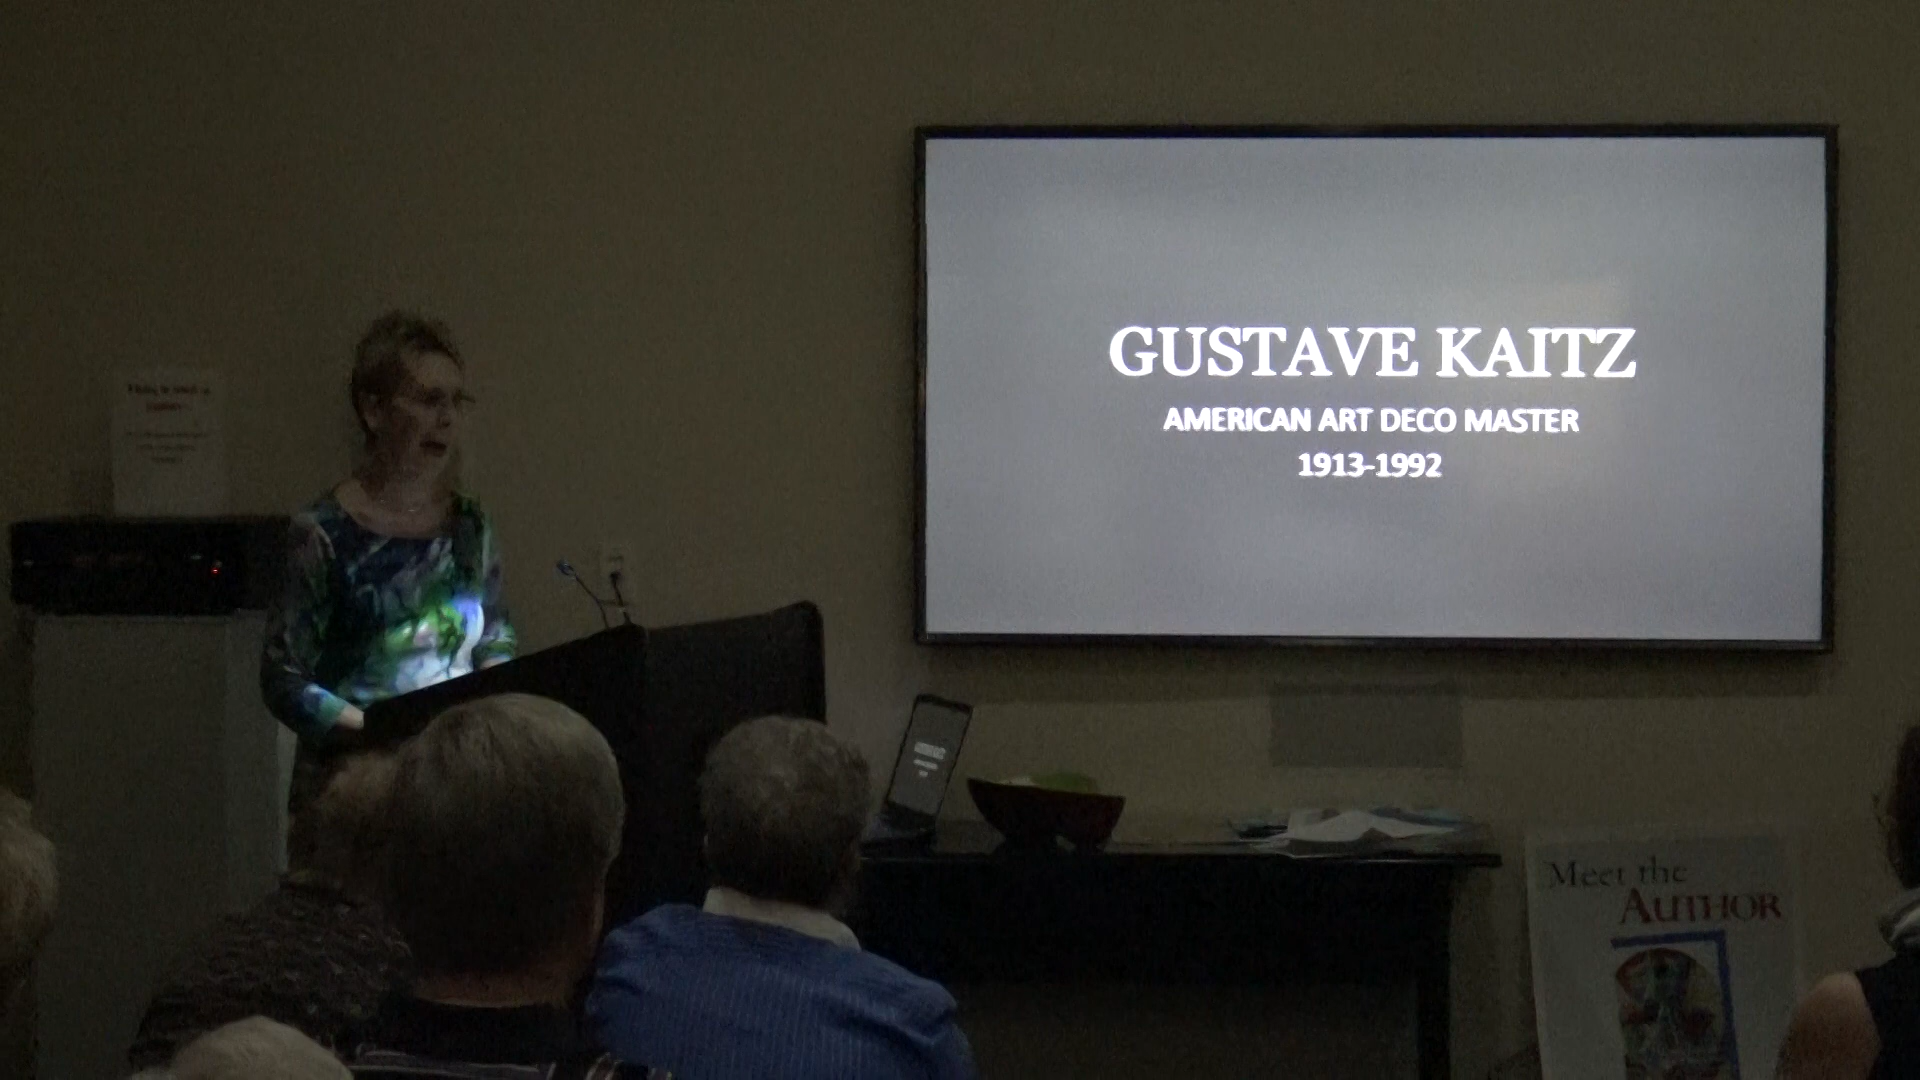 GUSTAVE KAITZ
AMERICAN ART DECO MASTER
1913-1992
Meet the
AUTHOR